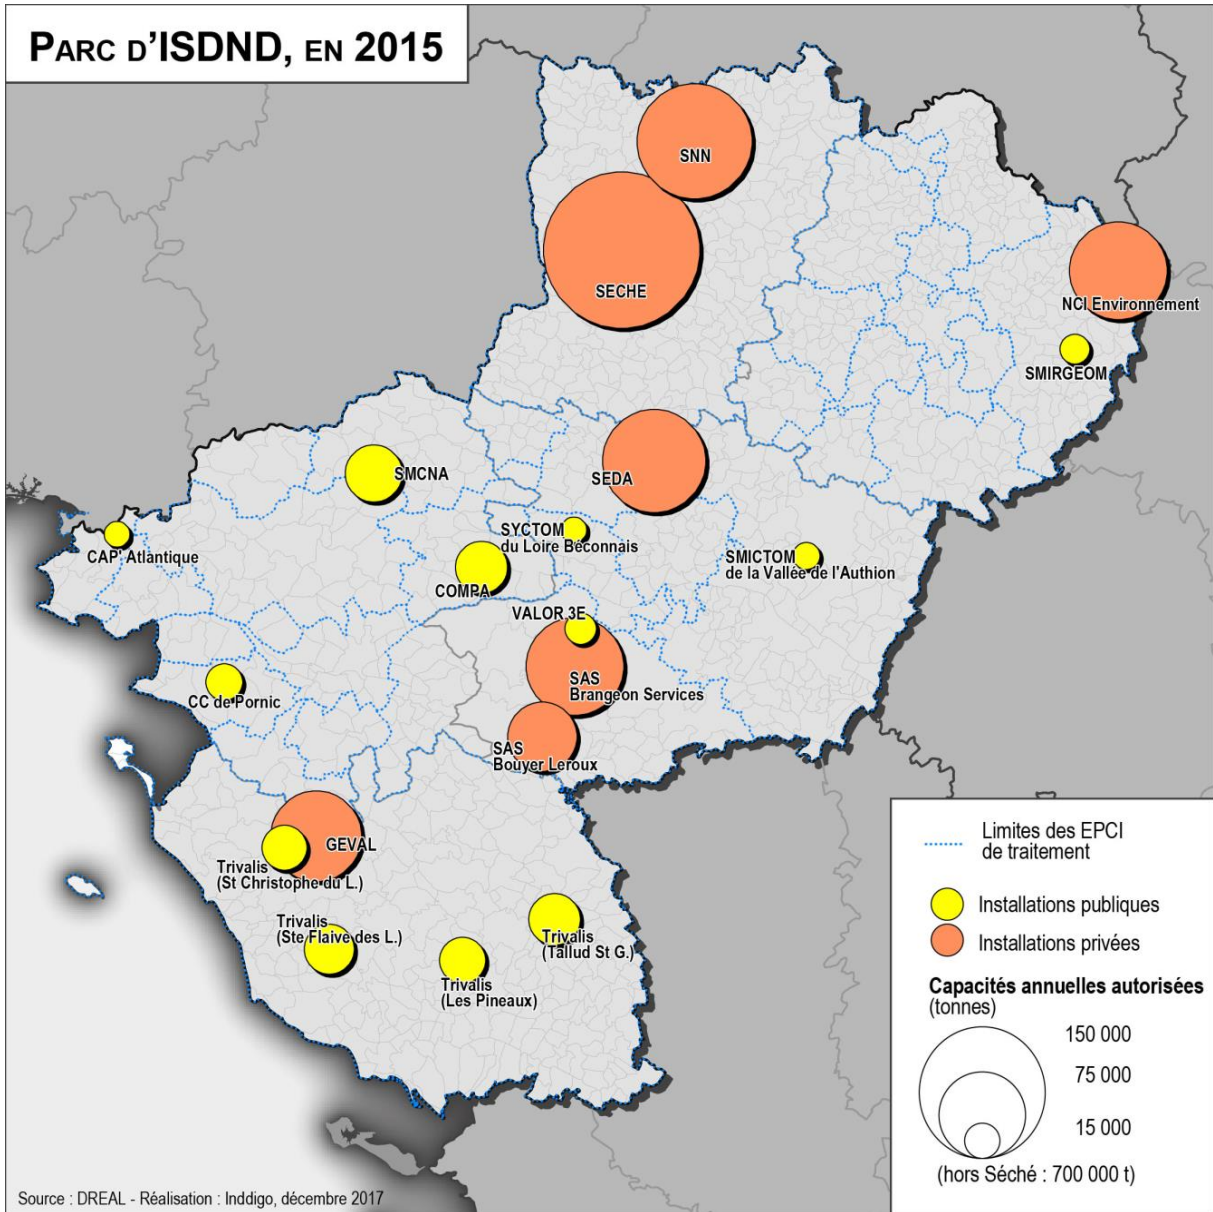 PARC D'ISDND, EN 2015
SNN
SECHE
NCI Environnement
SMIRGEOM
SMCNA
SEDA
CAP' Atlantique
SYCTOM
du Loire Béconnais
SMICTOM
de la Vallée de l'Authion
COMPA
VALOR 3E
CC de Pornic
SAS
Brangeon Services
SAS
Bouyer Leroux
GEVAL
Trivalis
(St Christophe du L.)
Trivalis
(Ste Flaive des L.)
Trivalis
(Tallud St G.)
Trivalis
(Les Pineaux)
Limites des EPCI
de traitement
Installations publiques
Installations privées
Capacités annuelles autorisées
(tonnes)
150 000
75 000
15 000
(hors Séché : 700 000 t)
Source : DREAL - Réalisation : Inddigo, décembre 2017